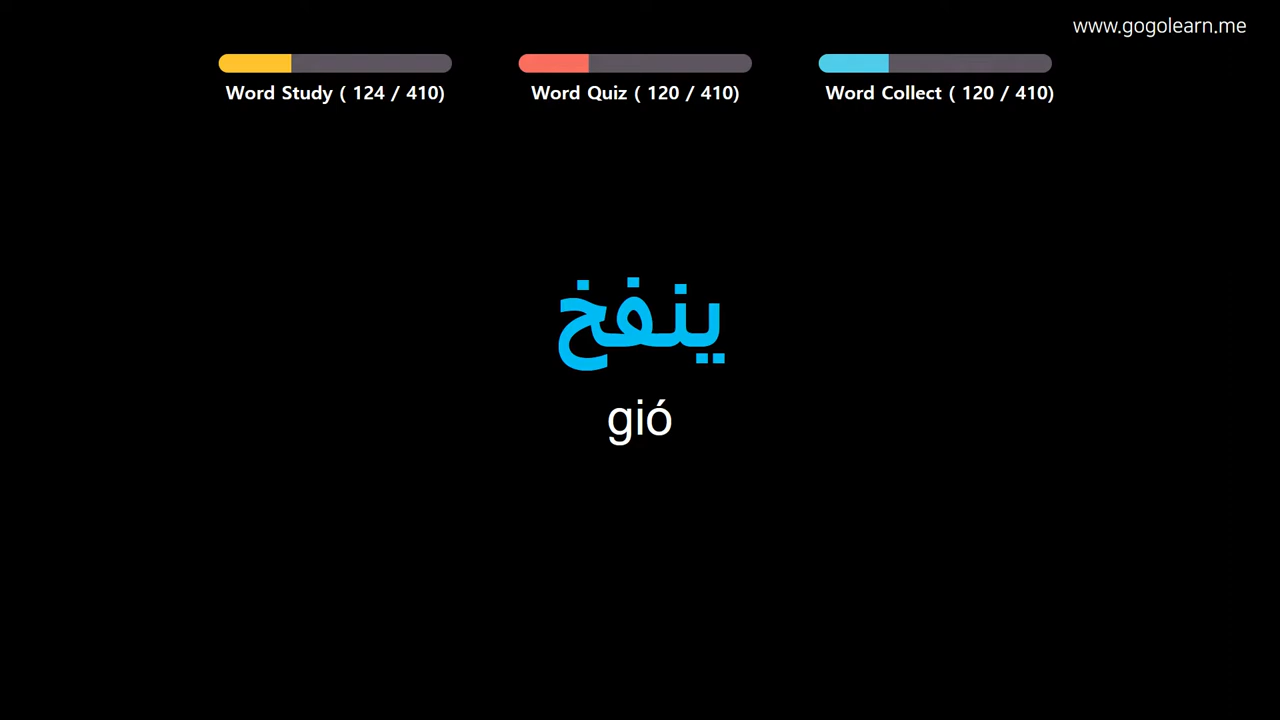 www.gogolearn.me
Word Study ( 124 / 410)
Word Quiz ( 120 / 410)
Word Collect ( 120 / 410)
ينفخ
gió